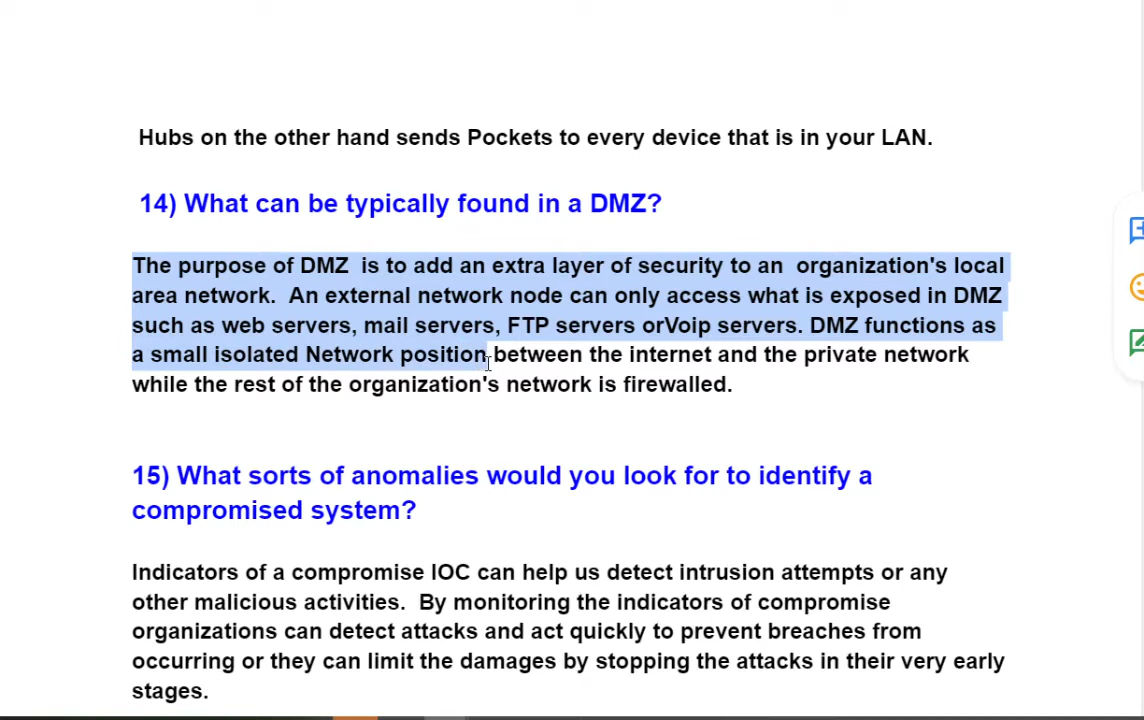 Hubs on the other hand sends Pockets to every device that is in your LAN.
14) What can be typically found in a DMZ?
The purpose of DMZ  is to add an extra layer of security to an  organization's local
area network.  An external network node can only access what is exposed in DMZ
such as web servers, mail servers, FTP servers orVoip servers. DMZ functions as
a small isolated Network position between the internet and the private network
while the rest of the organization's network is firewalled.
15) What sorts of anomalies would you look for to identify a
compromised system?
Indicators of a compromise IOC can help us detect intrusion attempts or any
other malicious activities.  By monitoring the indicators of compromise
organizations can detect attacks and act quickly to prevent breaches from
occurring or they can limit the damages by stopping the attacks in their very early
stages.